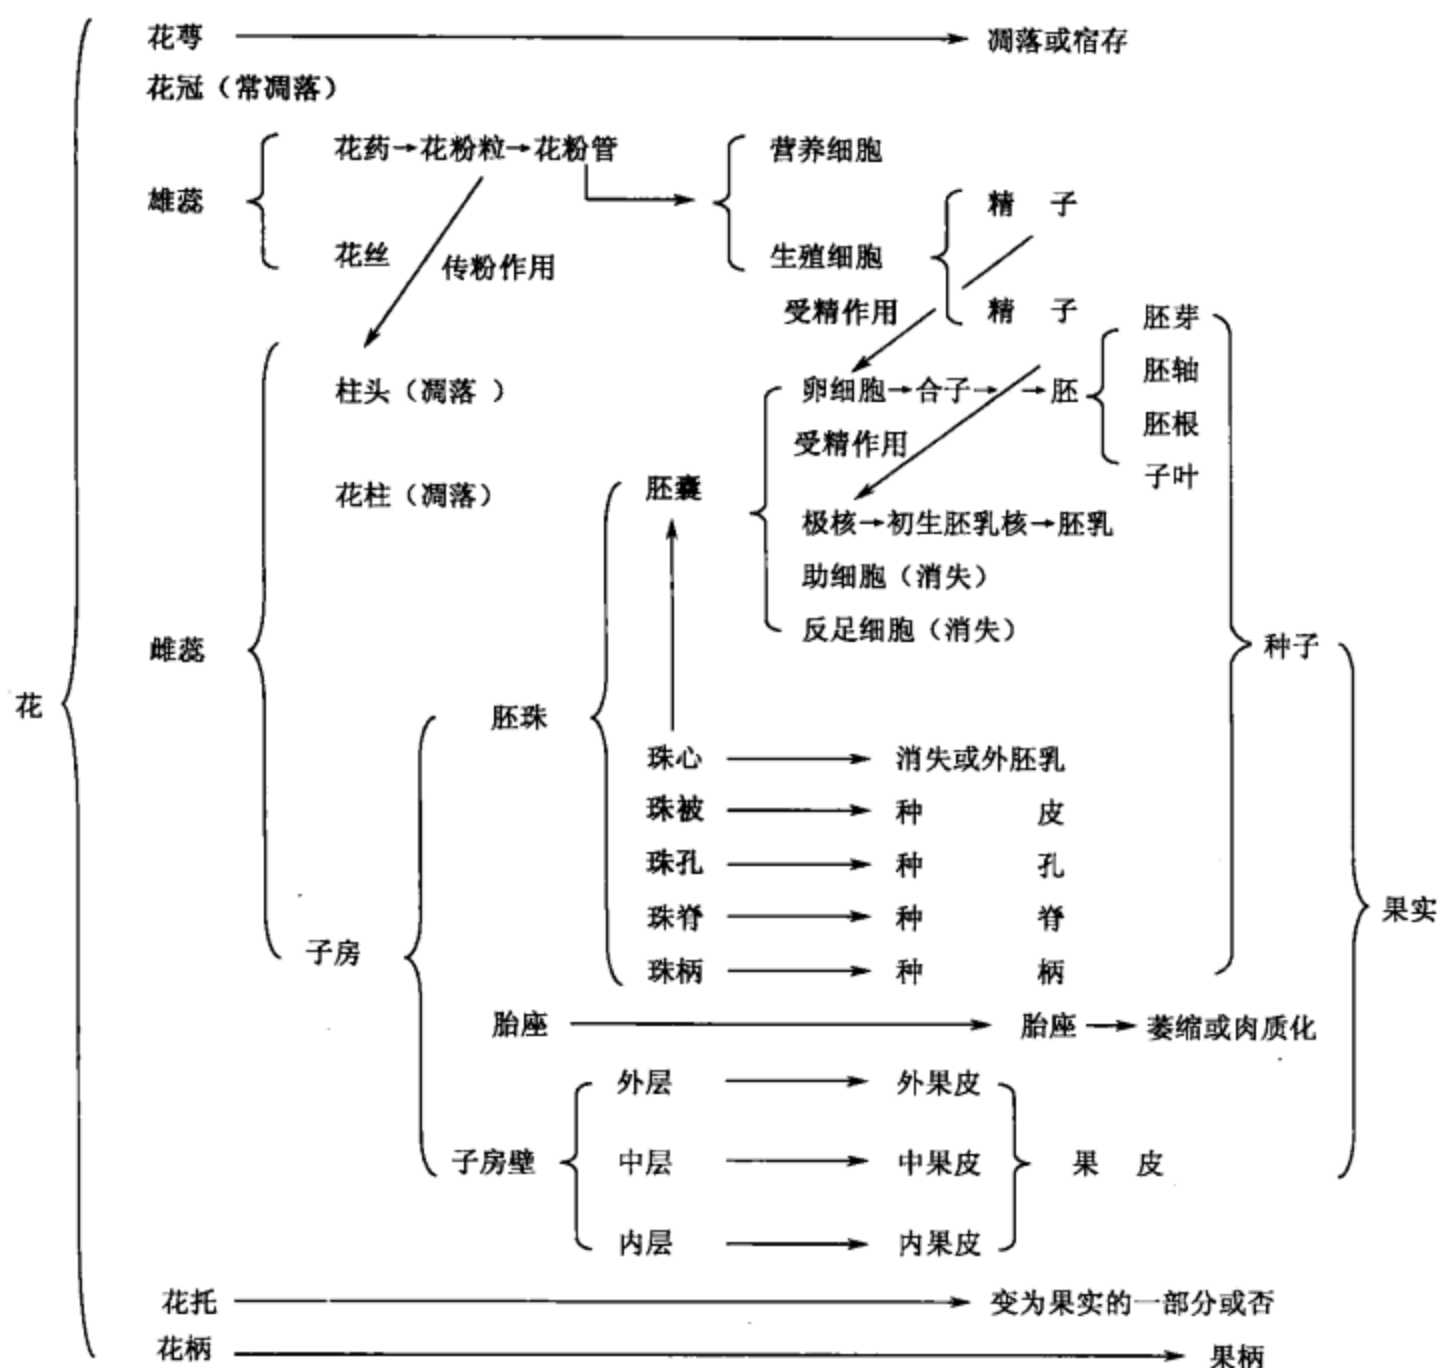 花萼 → 凋落或宿存
花冠（常凋落）
花药→花粉粒→花粉管
营养细胞
雄蕊
精 子
花丝
传粉作用
生殖细胞
受精作用
精 子
胚芽
柱头（凋落 ）
卵细胞→合子→ →胚
胚轴
受精作用
胚根
子叶
花柱（凋落）
胚囊
极核→初生胚乳核→胚乳
助细胞（消失）
反足细胞（消失）
雌蕊
种子
花
胚珠
珠心 → 消失或外胚乳
珠被 → 种 皮
珠孔 → 种 孔
珠脊 → 种 脊
果实
子房
珠柄 → 种 柄
胎座 → 胎座 → 萎缩或肉质化
外层 → 外果皮
子房壁
中层 → 中果皮
果 皮
内层 → 内果皮
花托 → 变为果实的一部分或否
花柄 → 果柄